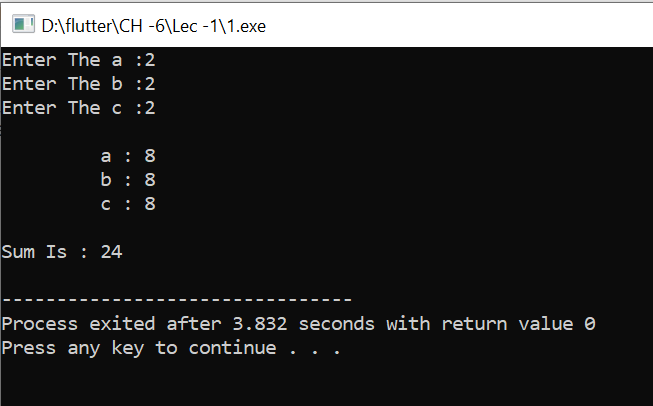 D:\flutter\CH -6\Lec -1\1.exe
Enter The a :2
Enter The b :2
Enter The c :2
a : 8
b : 8
c : 8
Sum Is : 24
--------------------------------
Process exited after 3.832 seconds with return value 0
Press any key to continue . . .